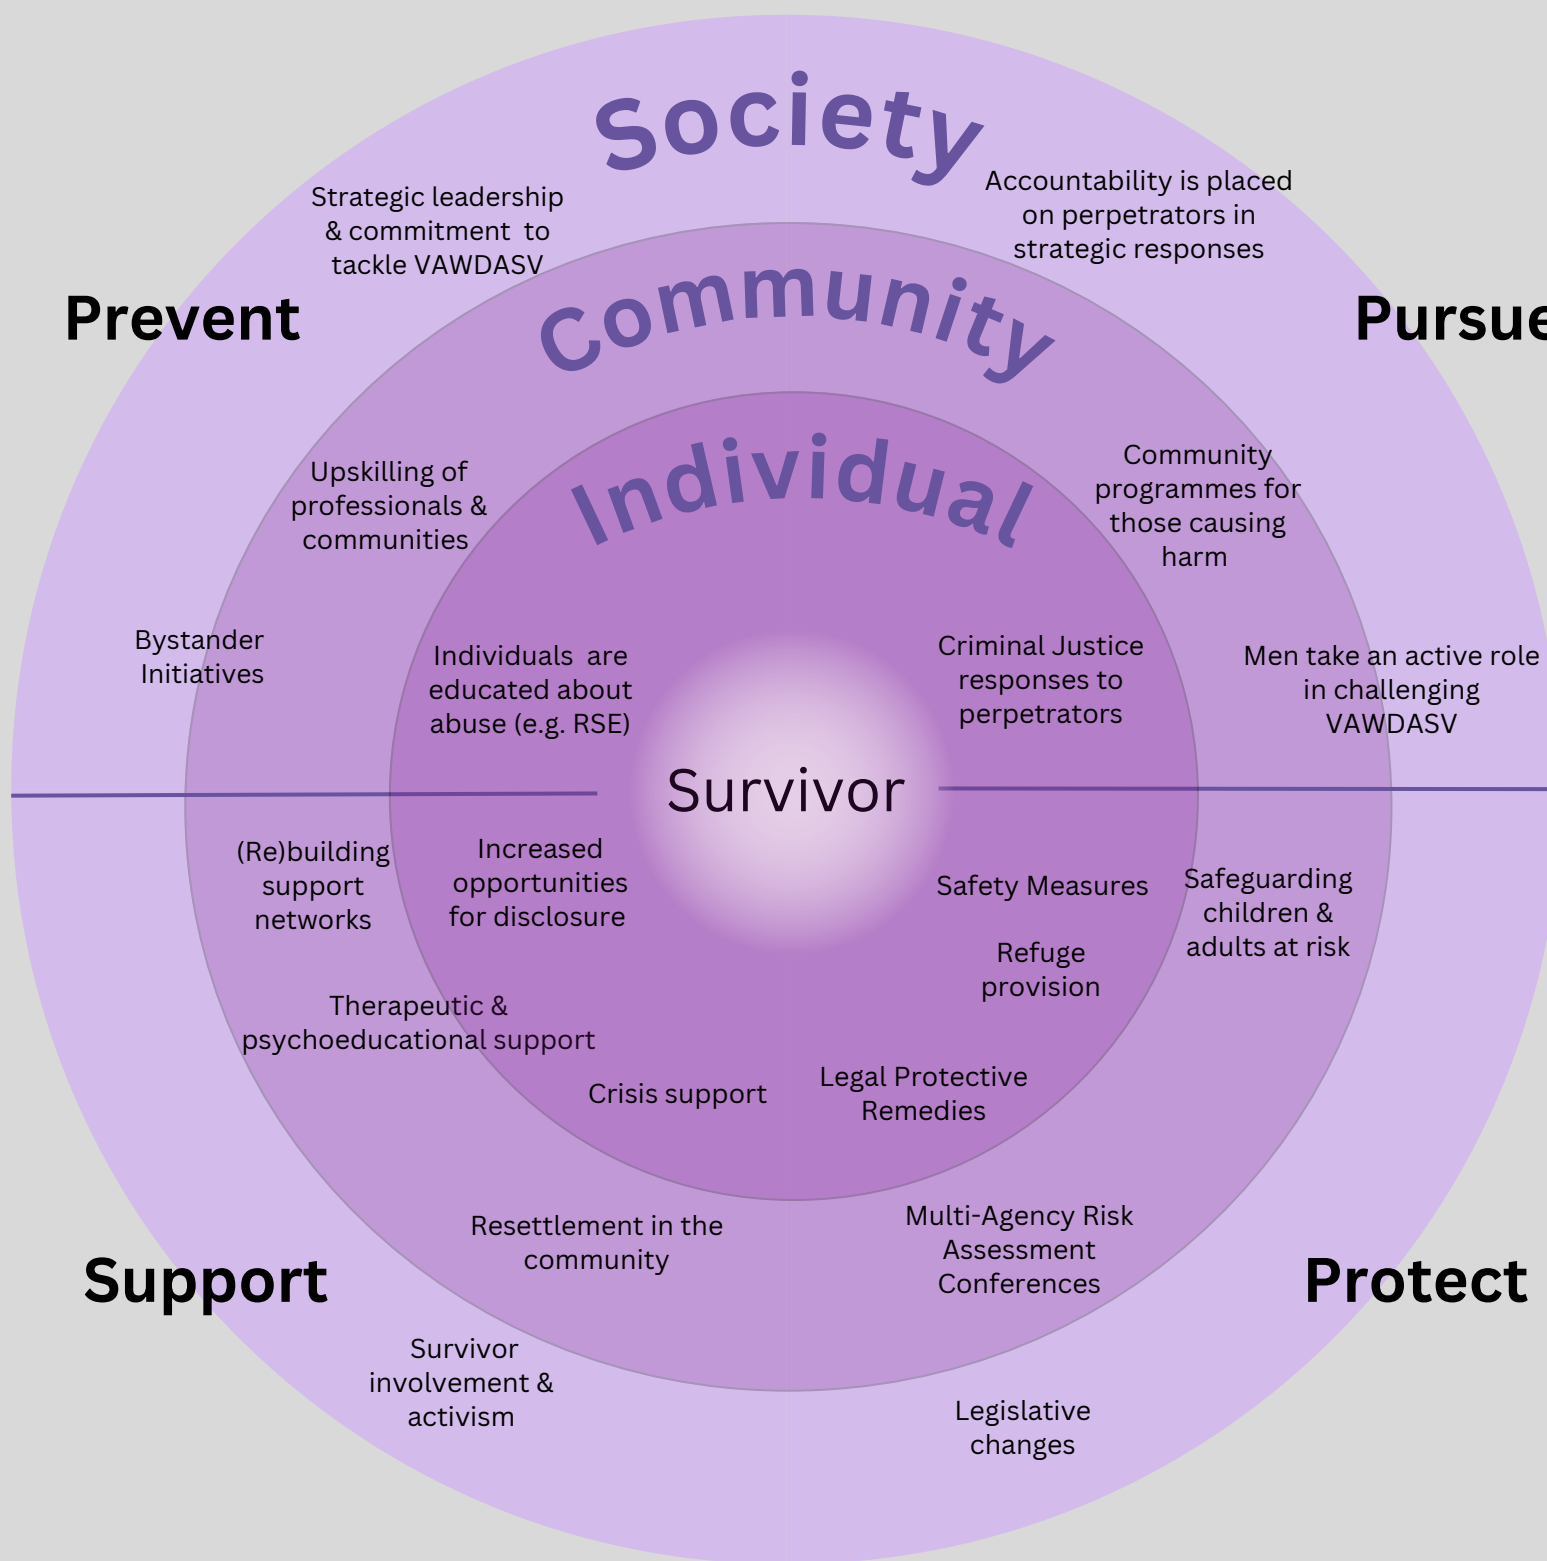 Society
Strategic leadership
& commitment to
tackle VAWDASV
Accountability is placed
on perpetrators in
strategic responses
Prevent
Pursue
Community
Individual
Upskilling of
professionals &
communities
Community
programmes for
those causing
harm
Bystander
Initiatives
Individuals are
educated about
abuse (e.g. RSE)
Criminal Justice
responses to
perpetrators
Men take an active role
in challenging
VAWDASV
Survivor
(Re)building
support
networks
Increased
opportunities
for disclosure
Safety Measures
Safeguarding
children &
adults at risk
Refuge
provision
Therapeutic &
psychoeducational support
Crisis support
Legal Protective
Remedies
Resettlement in the
community
Multi-Agency Risk
Assessment
Conferences
Support
Protect
Survivor
involvement &
activism
Legislative
changes